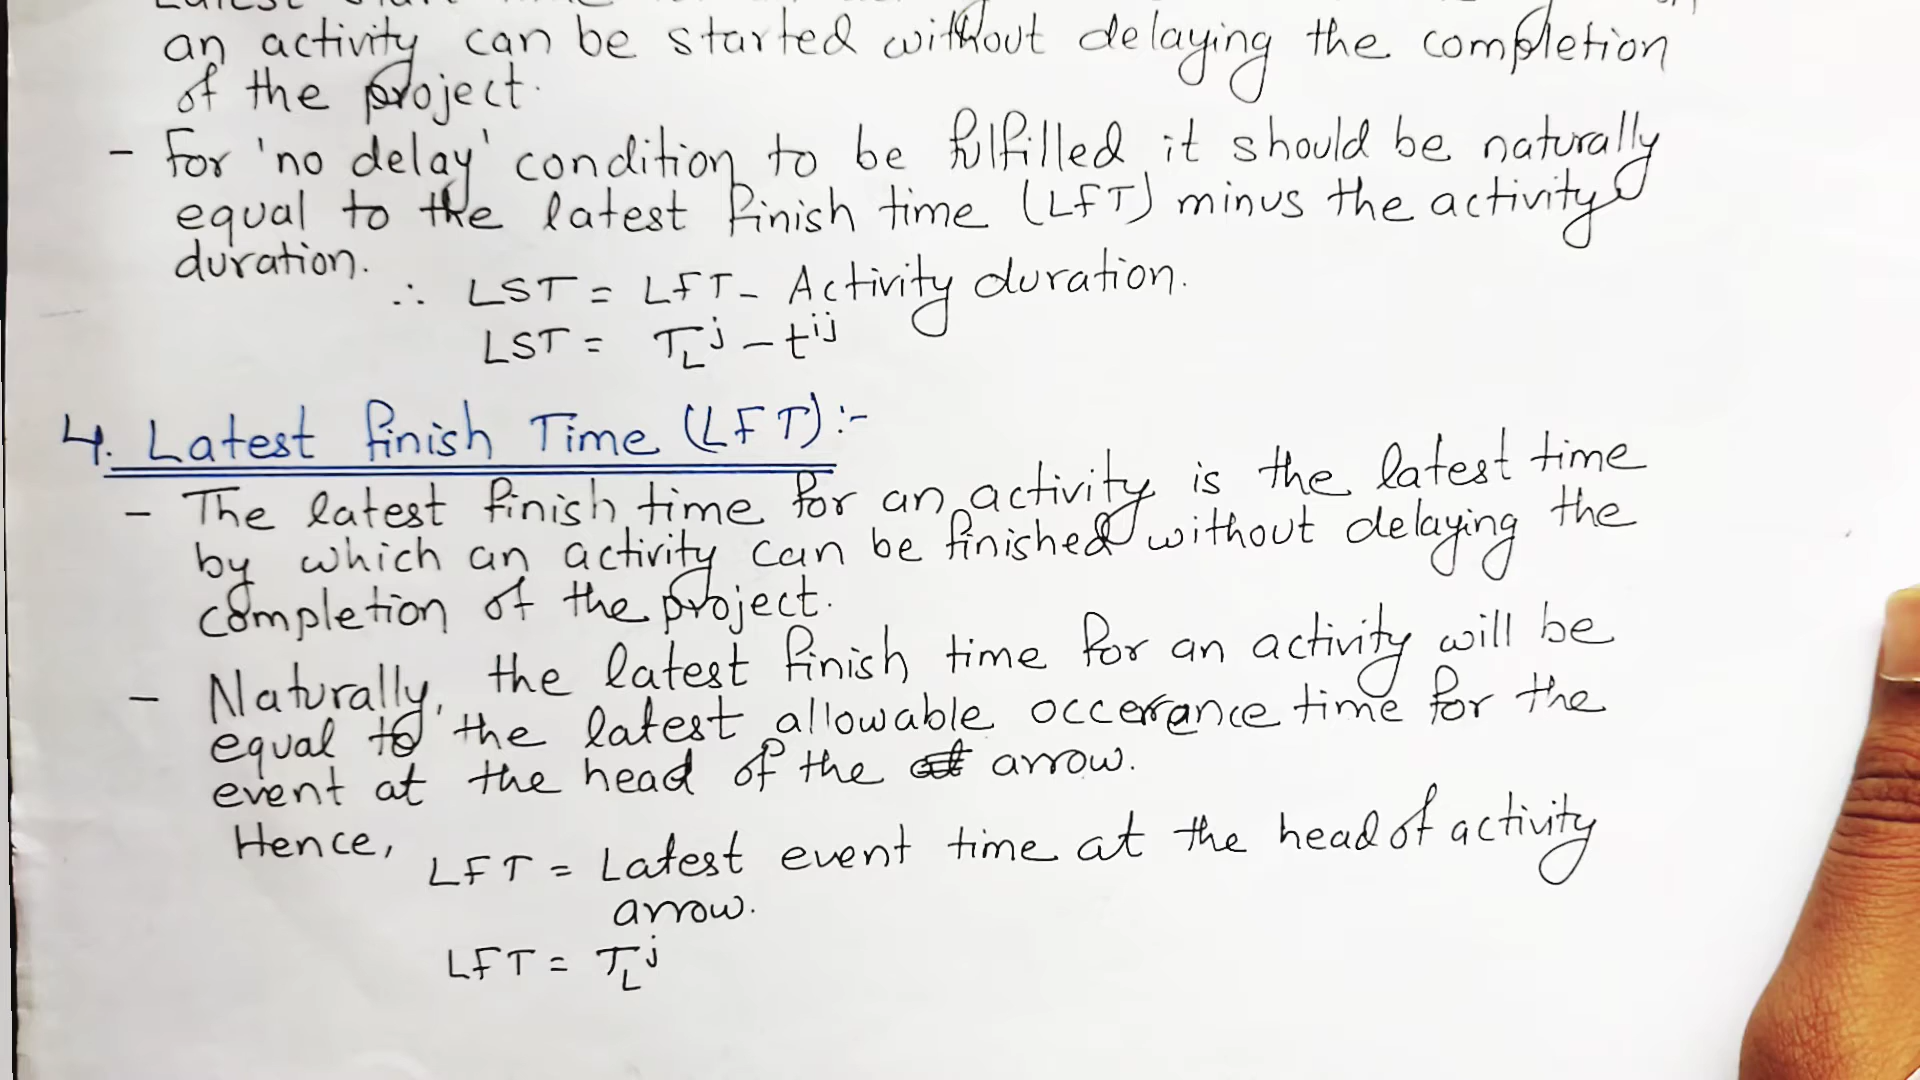 an activity can be started without delaying the completion
of the project.
- For 'no delay' condition to be fulfilled it should be naturally
equal to the latest finish time (LFT) minus the activity
duration.
∴ LST = LFT - Activity duration.
LST = T_L^j - t^ij
4. Latest finish Time (LFT) :-
- The latest finish time for an activity is the latest time
by which an activity can be finished without delaying the
completion of the project.
- Naturally, the latest finish time for an activity will be
equal to the latest allowable occerrance time for the
event at the head of the arrow.
Hence,
LFT = Latest event time at the head of activity
arrow.
LFT = T_L^j